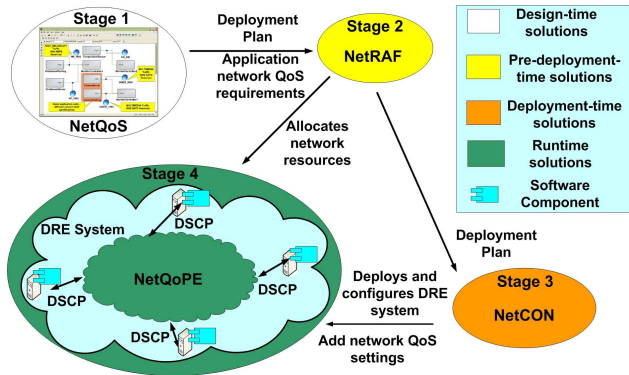 Stage 1
NetQoS
Deployment
Plan
Application
network QoS
requirements
Stage 2
NetRAF
Allocates
network
resources
Design-time
solutions
Pre-deployment-
time solutions
Deployment-time
solutions
Runtime
solutions
Software
Component
Stage 4
DRE System
DSCP
DSCP
DSCP
DSCP
NetQoPE
Deployment
Plan
Stage 3
NetCON
Deploys and
configures DRE
system
Add network QoS
settings